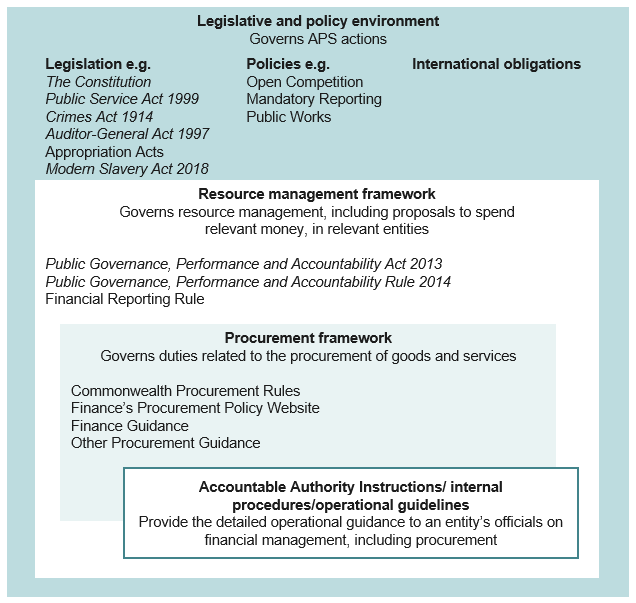 Legislative and policy environment
Governs APS actions
Legislation e.g.
The Constitution
Public Service Act 1999
Crimes Act 1914
Auditor-General Act 1997
Appropriation Acts
Modern Slavery Act 2018
Policies e.g.
Open Competition
Mandatory Reporting
Public Works
International obligations
Resource management framework
Governs resource management, including proposals to spend
relevant money, in relevant entities
Public Governance, Performance and Accountability Act 2013
Public Governance, Performance and Accountability Rule 2014
Financial Reporting Rule
Procurement framework
Governs duties related to the procurement of goods and services
Commonwealth Procurement Rules
Finance's Procurement Policy Website
Finance Guidance
Other Procurement Guidance
Accountable Authority Instructions/ internal
procedures/operational guidelines
Provide the detailed operational guidance to an entity's officials on
financial management, including procurement